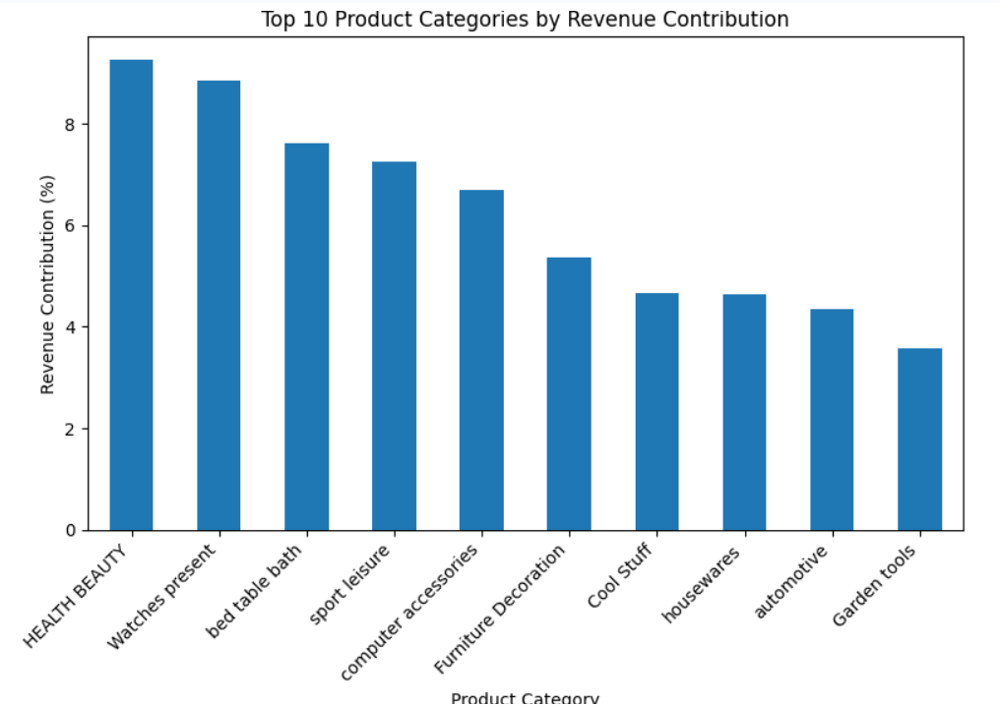 Top 10 Product Categories by Revenue Contribution
Revenue Contribution (%)
8
6
4
2
0
HEALTH BEAUTY
Watches present
bed table bath
sport leisure
computer accessories
Furniture Decoration
Cool Stuff
housewares
automotive
Garden tools
Product Category